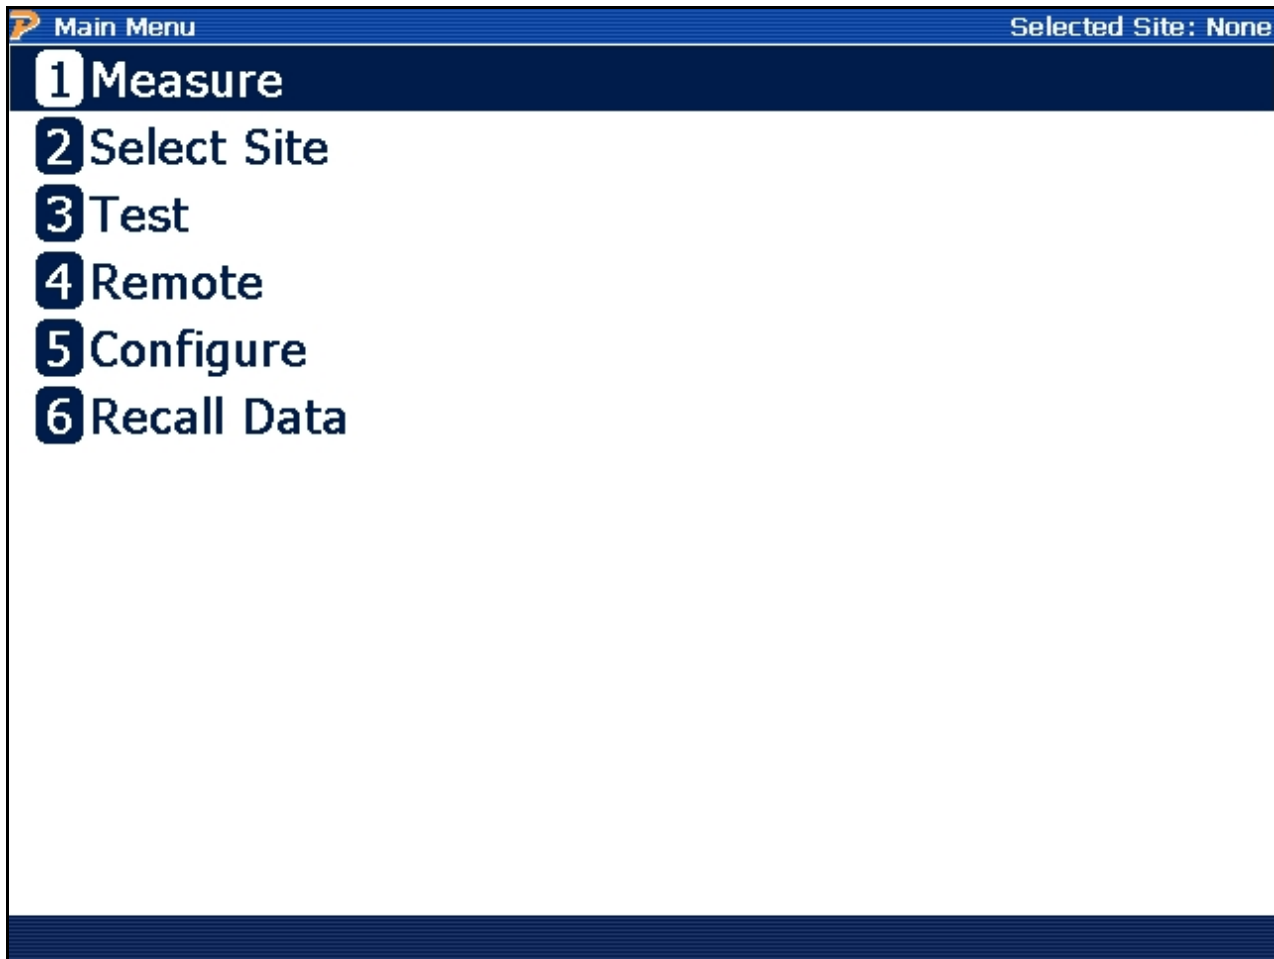 Main Menu Selected Site: None
1 Measure
2 Select Site
3 Test
4 Remote
5 Configure
6 Recall Data